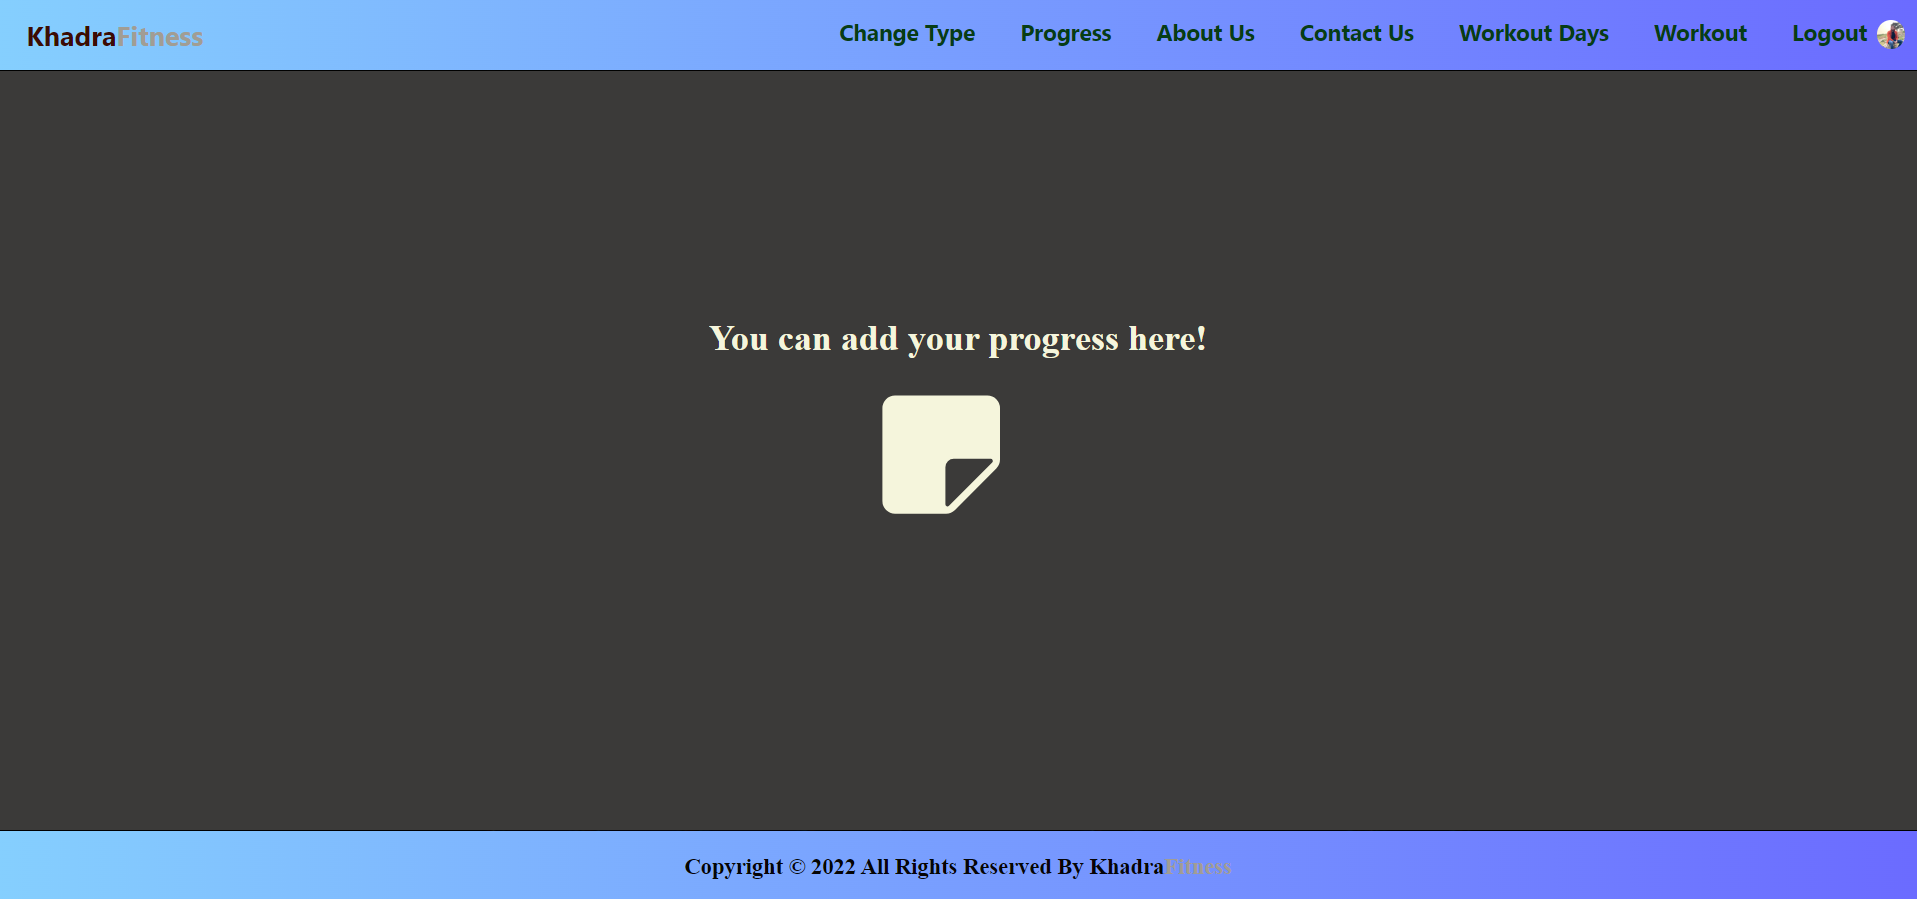 KhadraFitness
Change Type Progress About Us Contact Us Workout Days Workout Logout
You can add your progress here!
Copyright © 2022 All Rights Reserved By KhadraFitness